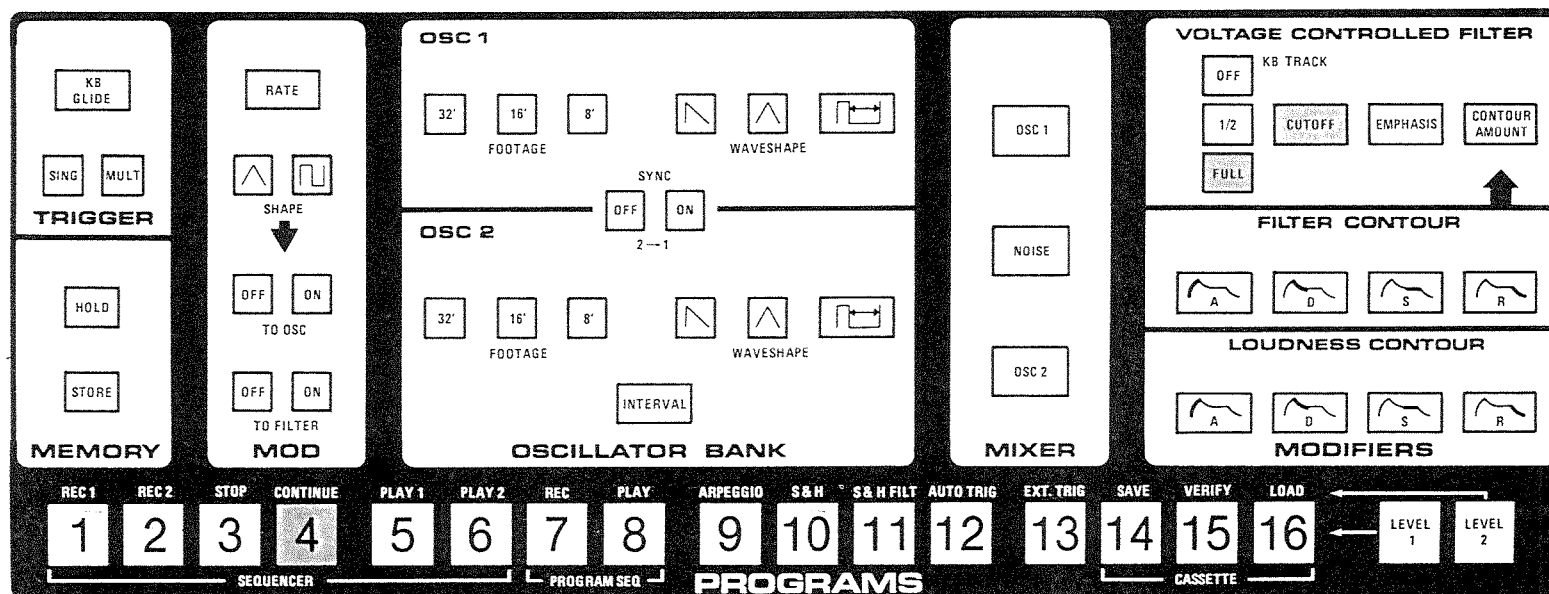 KB
GLIDE
SING MULT
TRIGGER
HOLD
STORE
MEMORY
RATE
SHAPE
OFF ON
TO OSC
OFF ON
TO FILTER
MOD
OSC 1
32' 16' 8'
FOOTAGE WAVESHAPE
SYNC
OFF ON
2—1
OSC 2
32' 16' 8'
FOOTAGE WAVESHAPE
INTERVAL
OSCILLATOR BANK
OSC 1
NOISE
OSC 2
MIXER
VOLTAGE CONTROLLED FILTER
OFF KB TRACK
1/2 CUTOFF EMPHASIS CONTOUR
AMOUNT
FULL
FILTER CONTOUR
A D S R
LOUDNESS CONTOUR
A D S R
MODIFIERS
REC 1 REC 2 STOP CONTINUE PLAY 1 PLAY 2 REC PLAY ARPEGGIO S & H S & H FILT AUTO TRIG EXT. TRIG SAVE VERIFY LOAD
1 2 3 4 5 6 7 8 9 10 11 12 13 14 15 16
LEVEL
1
LEVEL
2
SEQUENCER PROGRAM SEQ PROGRAMS CASSETTE